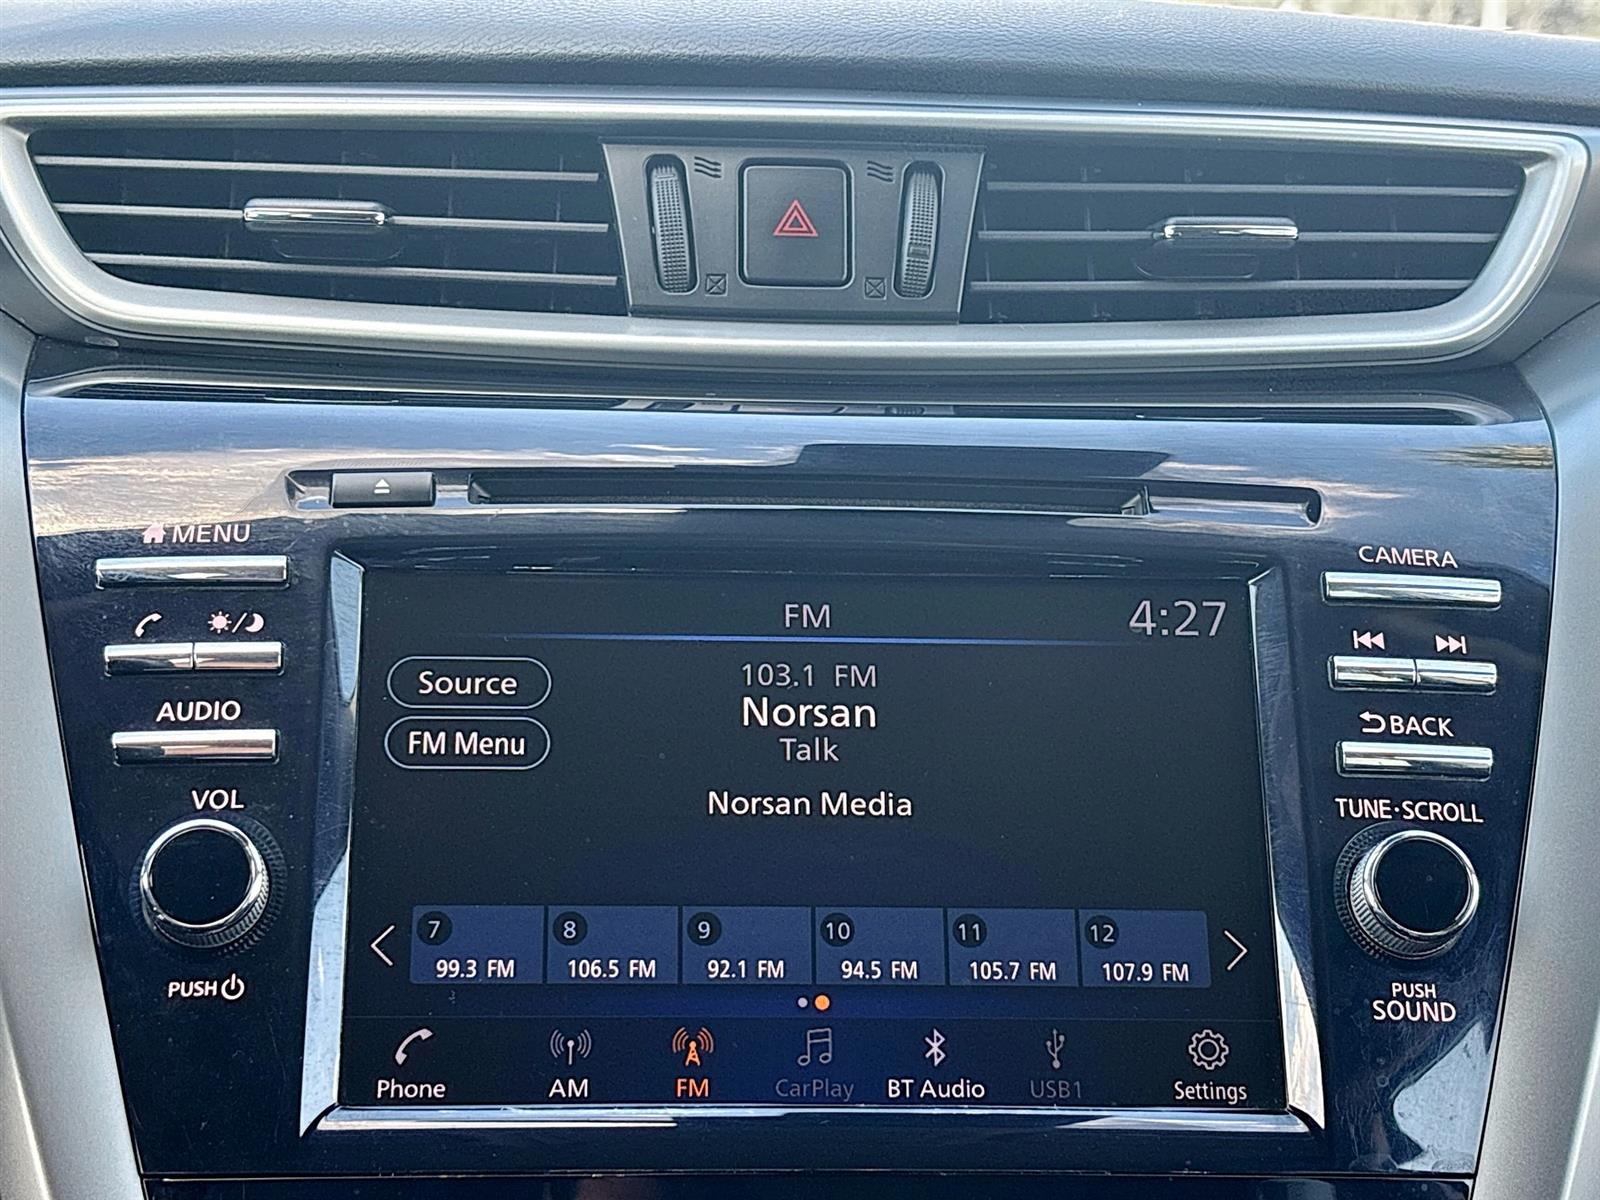 MENU
AUDIO
VOL
PUSH
FM
4:27
Source
FM Menu
103.1 FM
Norsan
Talk
Norsan Media
7
99.3 FM
8
106.5 FM
9
92.1 FM
10
94.5 FM
11
105.7 FM
12
107.9 FM
Phone
AM
FM
CarPlay
BT Audio
USB1
Settings
CAMERA
BACK
TUNE·SCROLL
PUSH
SOUND